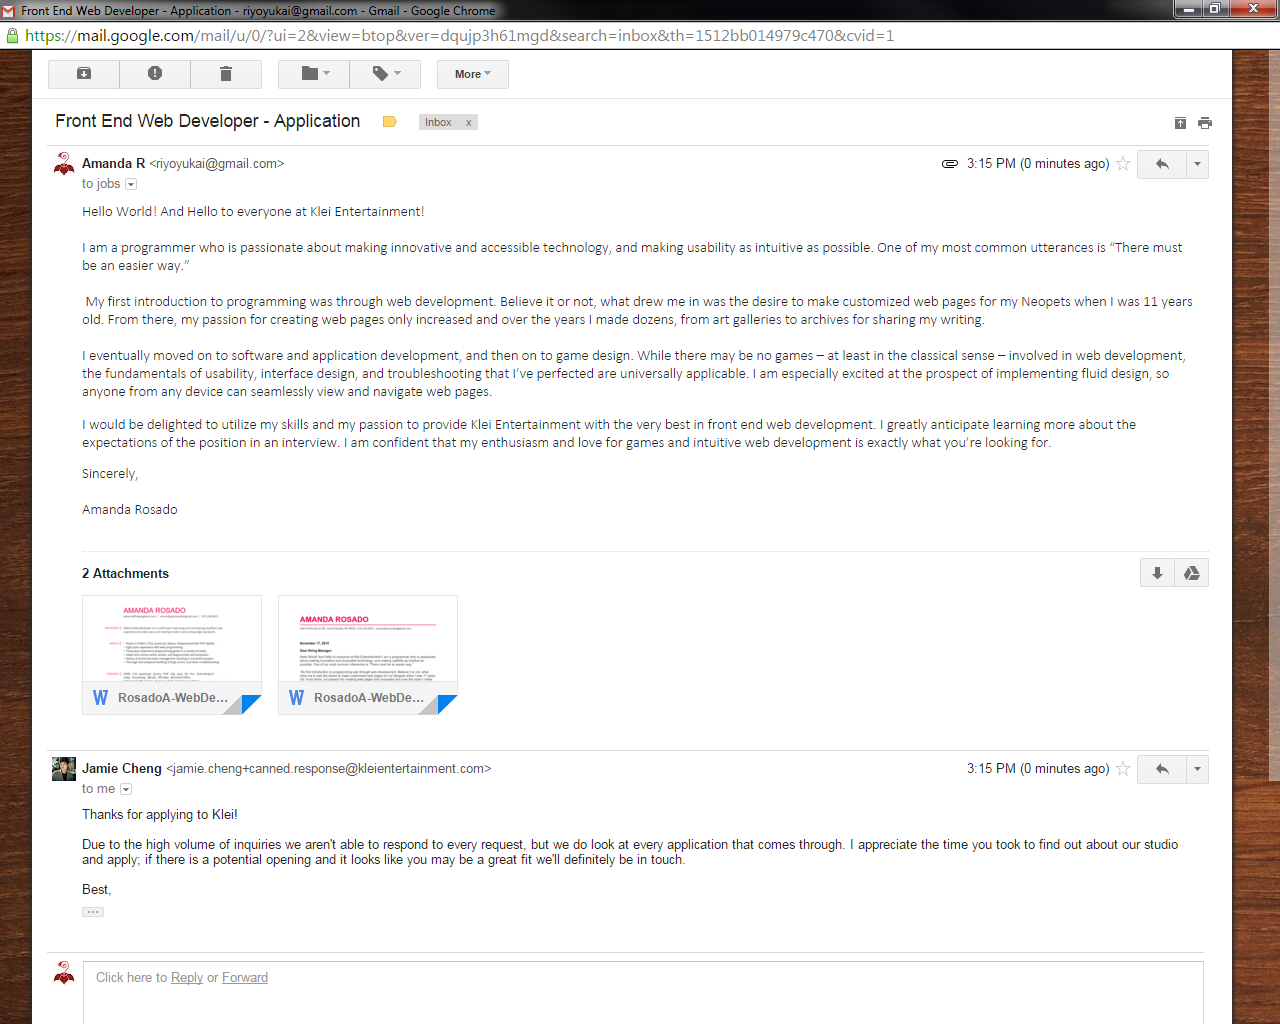 Front End Web Developer - Application - riyoyukai@gmail.com - Gmail - Google Chrome
https://mail.google.com/mail/u/0/?ui=2&view=btop&ver=dqujp3h61mgd&search=inbox&th=1512bb014979c470&cvid=1
More
Front End Web Developer - Application
Inbox x
Amanda R <riyoyukai@gmail.com>
3:15 PM (0 minutes ago)
to jobs
Hello World! And Hello to everyone at Klei Entertainment!
I am a programmer who is passionate about making innovative and accessible technology, and making usability as intuitive as possible. One of my most common utterances is “There must
be an easier way.”
My first introduction to programming was through web development. Believe it or not, what drew me in was the desire to make customized web pages for my Neopets when I was 11 years
old. From there, my passion for creating web pages only increased and over the years I made dozens, from art galleries to archives for sharing my writing.
I eventually moved on to software and application development, and then on to game design. While there may be no games – at least in the classical sense – involved in web development,
the fundamentals of usability, interface design, and troubleshooting that I’ve perfected are universally applicable. I am especially excited at the prospect of implementing fluid design, so
anyone from any device can seamlessly view and navigate web pages.
I would be delighted to utilize my skills and my passion to provide Klei Entertainment with the very best in front end web development. I greatly anticipate learning more about the
expectations of the position in an interview. I am confident that my enthusiasm and love for games and intuitive web development is exactly what you’re looking for.
Sincerely,
Amanda Rosado
2 Attachments
AMANDA ROSADO
W RosadoA-WebDe...
AMANDA ROSADO
November 17, 2015
Dear Hiring Manager:
W RosadoA-WebDe...
Jamie Cheng <jamie.cheng+canned.response@kleientertainment.com>
3:15 PM (0 minutes ago)
to me
Thanks for applying to Klei!
Due to the high volume of inquiries we aren't able to respond to every request, but we do look at every application that comes through. I appreciate the time you took to find out about our studio
and apply; if there is a potential opening and it looks like you may be a great fit we'll definitely be in touch.
Best,
Click here to Reply or Forward